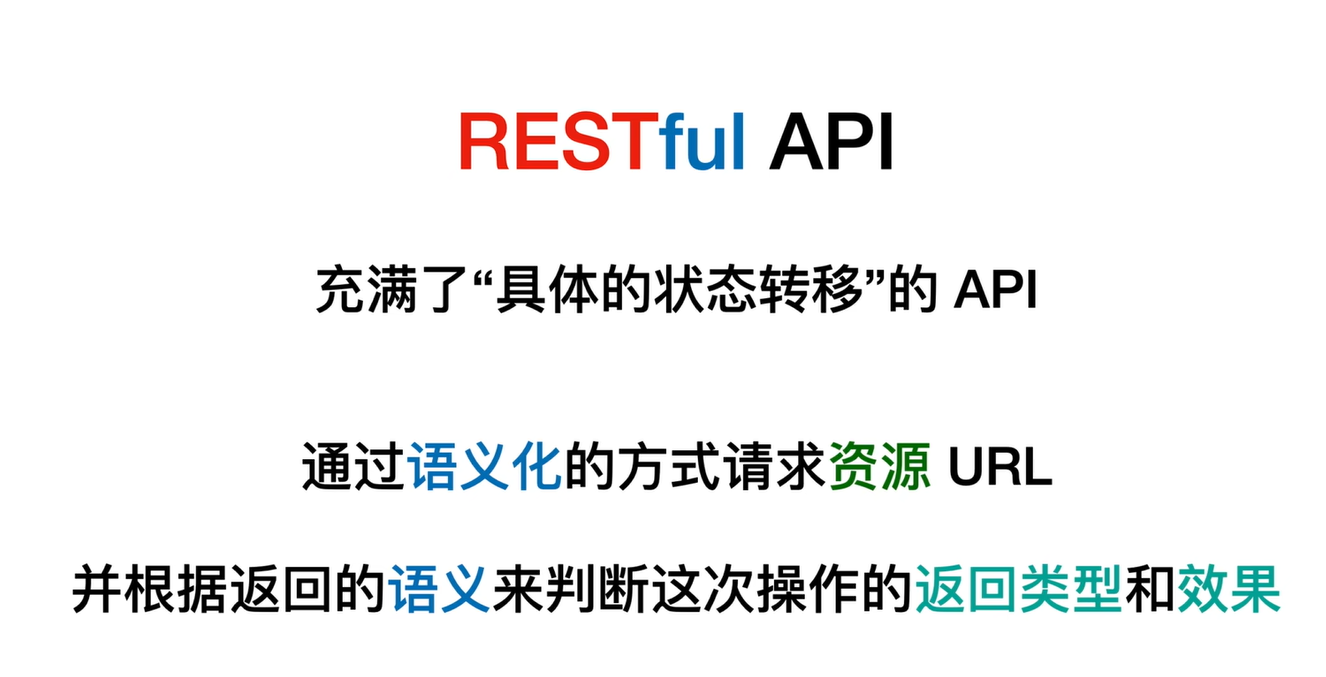 RESTful API
充满了“具体的状态转移”的 API
通过语义化的方式请求资源 URL
并根据返回的语义来判断这次操作的返回类型和效果